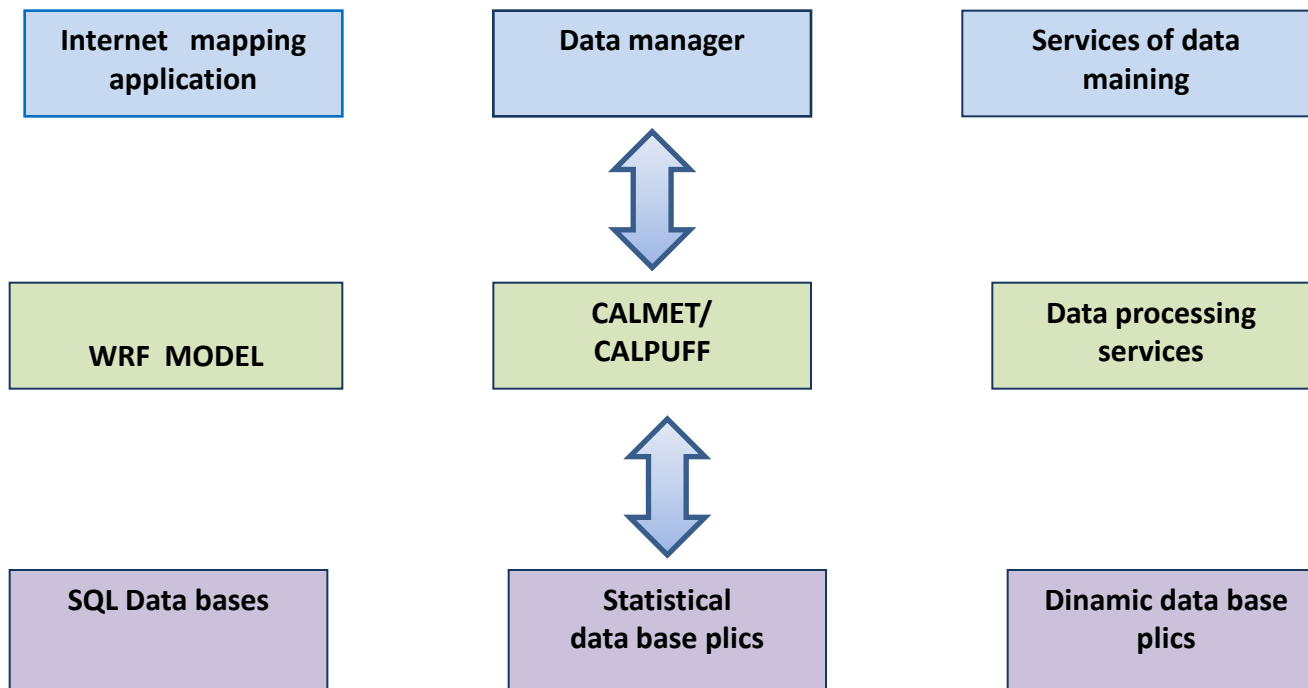 Internet mapping
application
Data manager
Services of data
maining
WRF MODEL
CALMET/
CALPUFF
Data processing
services
SQL Data bases
Statistical
data base plics
Dinamic data base
plics